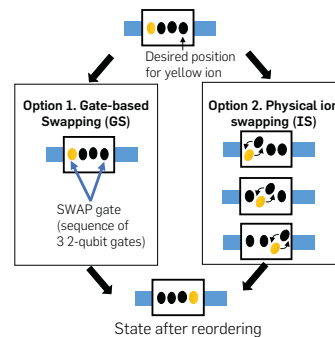 Desired position
for yellow ion
Option 1. Gate-based
Swapping (GS)
SWAP gate
(sequence of
3 2-qubit gates)
Option 2. Physical ion
swapping (IS)
State after reordering